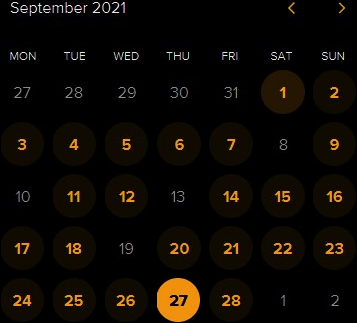 September 2021
MON TUE WED THU FRI SAT SUN
27 28 29 30 31 1 2
3 4 5 6 7 8 9
10 11 12 13 14 15 16
17 18 19 20 21 22 23
24 25 26 27 28 1 2